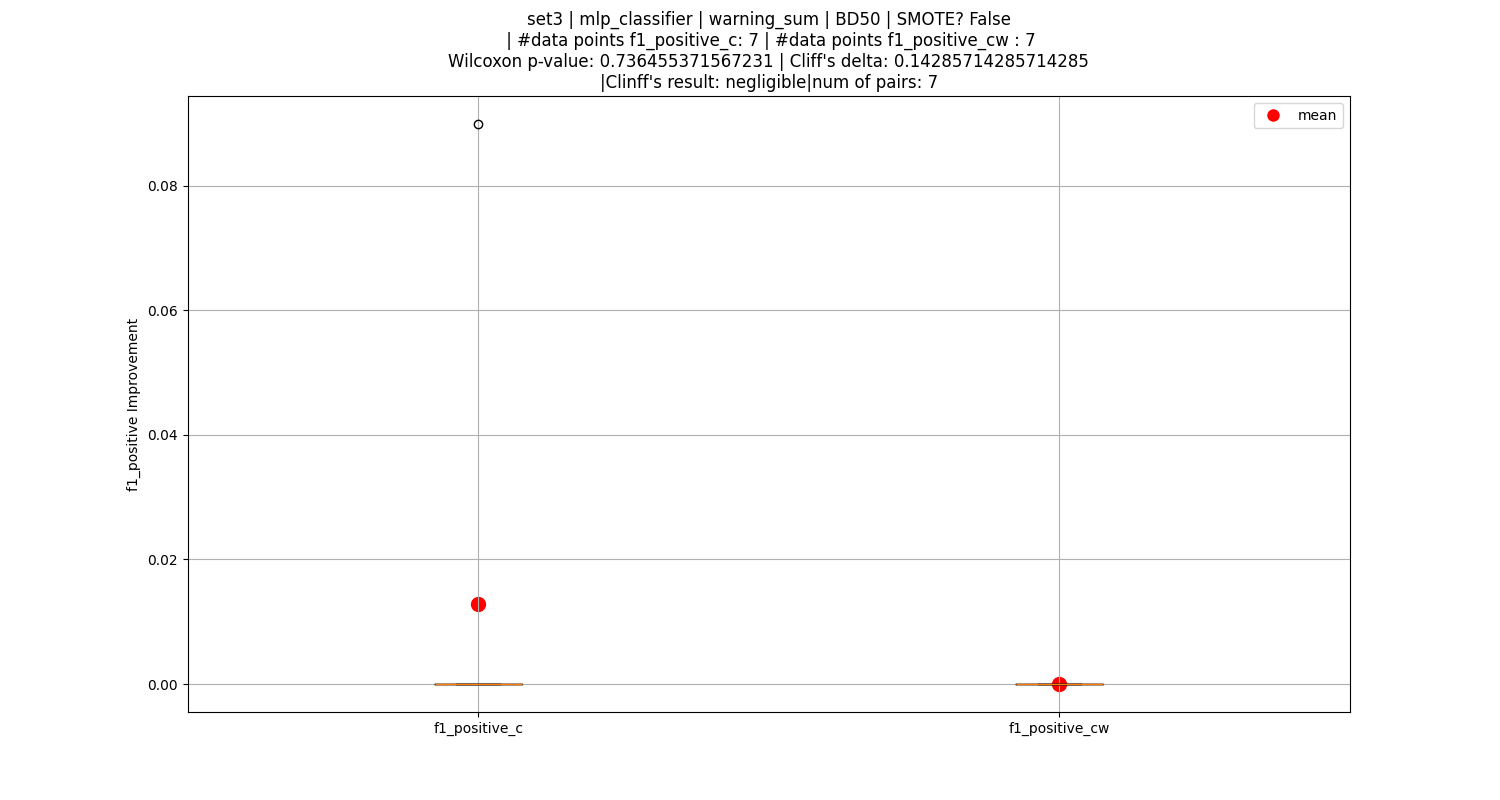 set3 | mlp_classifier | warning_sum | BD50 | SMOTE? False
| #data points f1_positive_c: 7 | #data points f1_positive_cw : 7
Wilcoxon p-value: 0.736455371567231 | Cliff's delta: 0.14285714285714285
|Clinff's result: negligible|num of pairs: 7
mean
f1_positive Improvement
0.08
0.06
0.04
0.02
0.00
f1_positive_c
f1_positive_cw